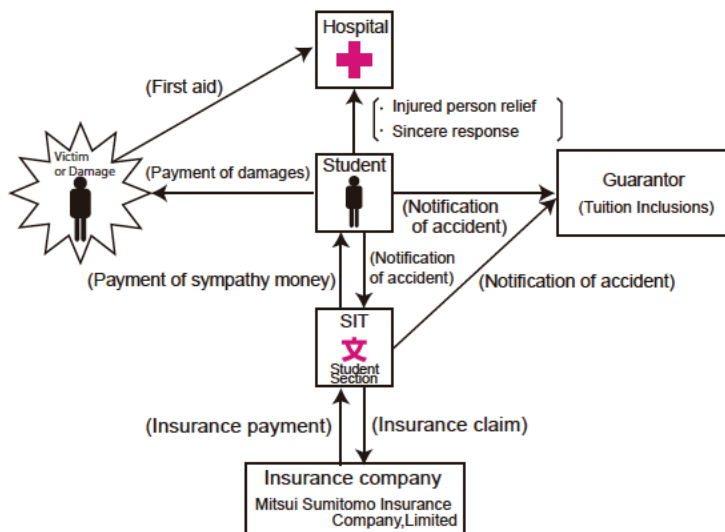 Hospital
(First aid)
· Injured person relief
· Sincere response
Victim
or Damage
(Payment of damages)
Student
Guarantor
(Tuition Inclusions)
(Notification
of accident)
(Payment of sympathy money)
(Notification
of accident)
(Notification of accident)
SIT
文
Student
Section
(Insurance payment)
(Insurance claim)
Insurance company
Mitsui Sumitomo Insurance
Company,Limited